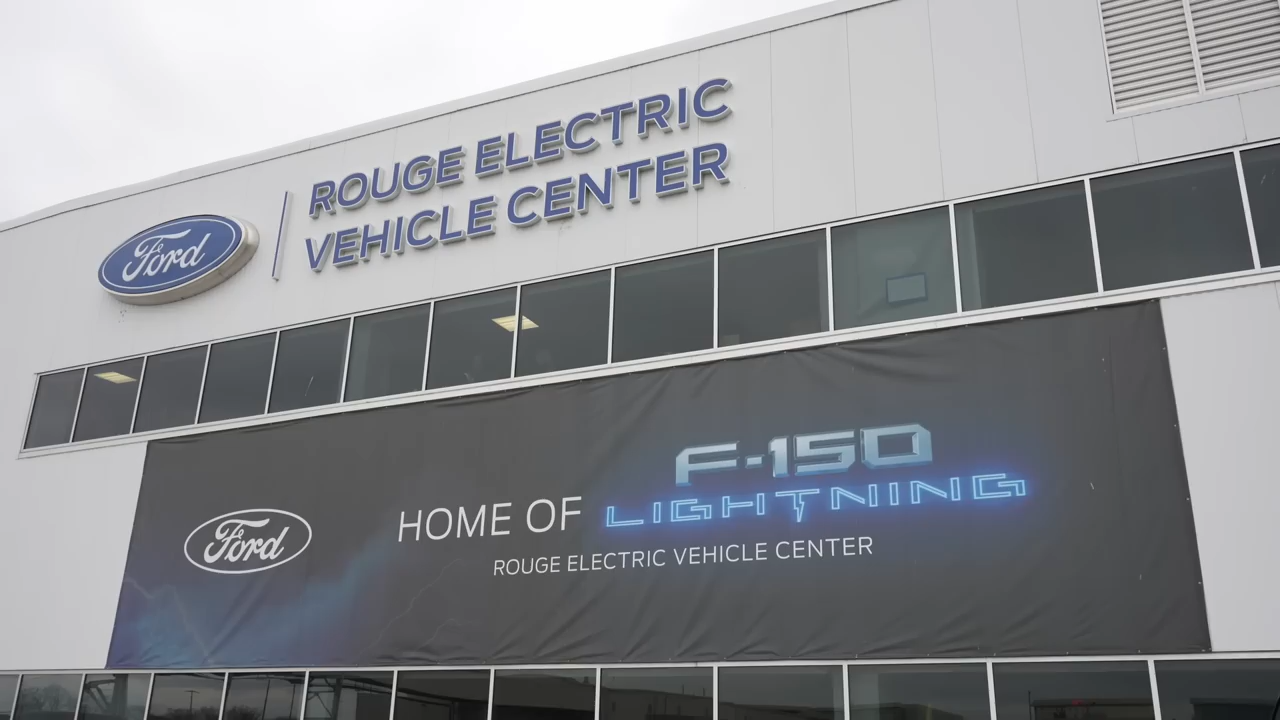 Ford
ROUGE ELECTRIC
VEHICLE CENTER
Ford
HOME OF
F-150
LIGHTNING
ROUGE ELECTRIC VEHICLE CENTER